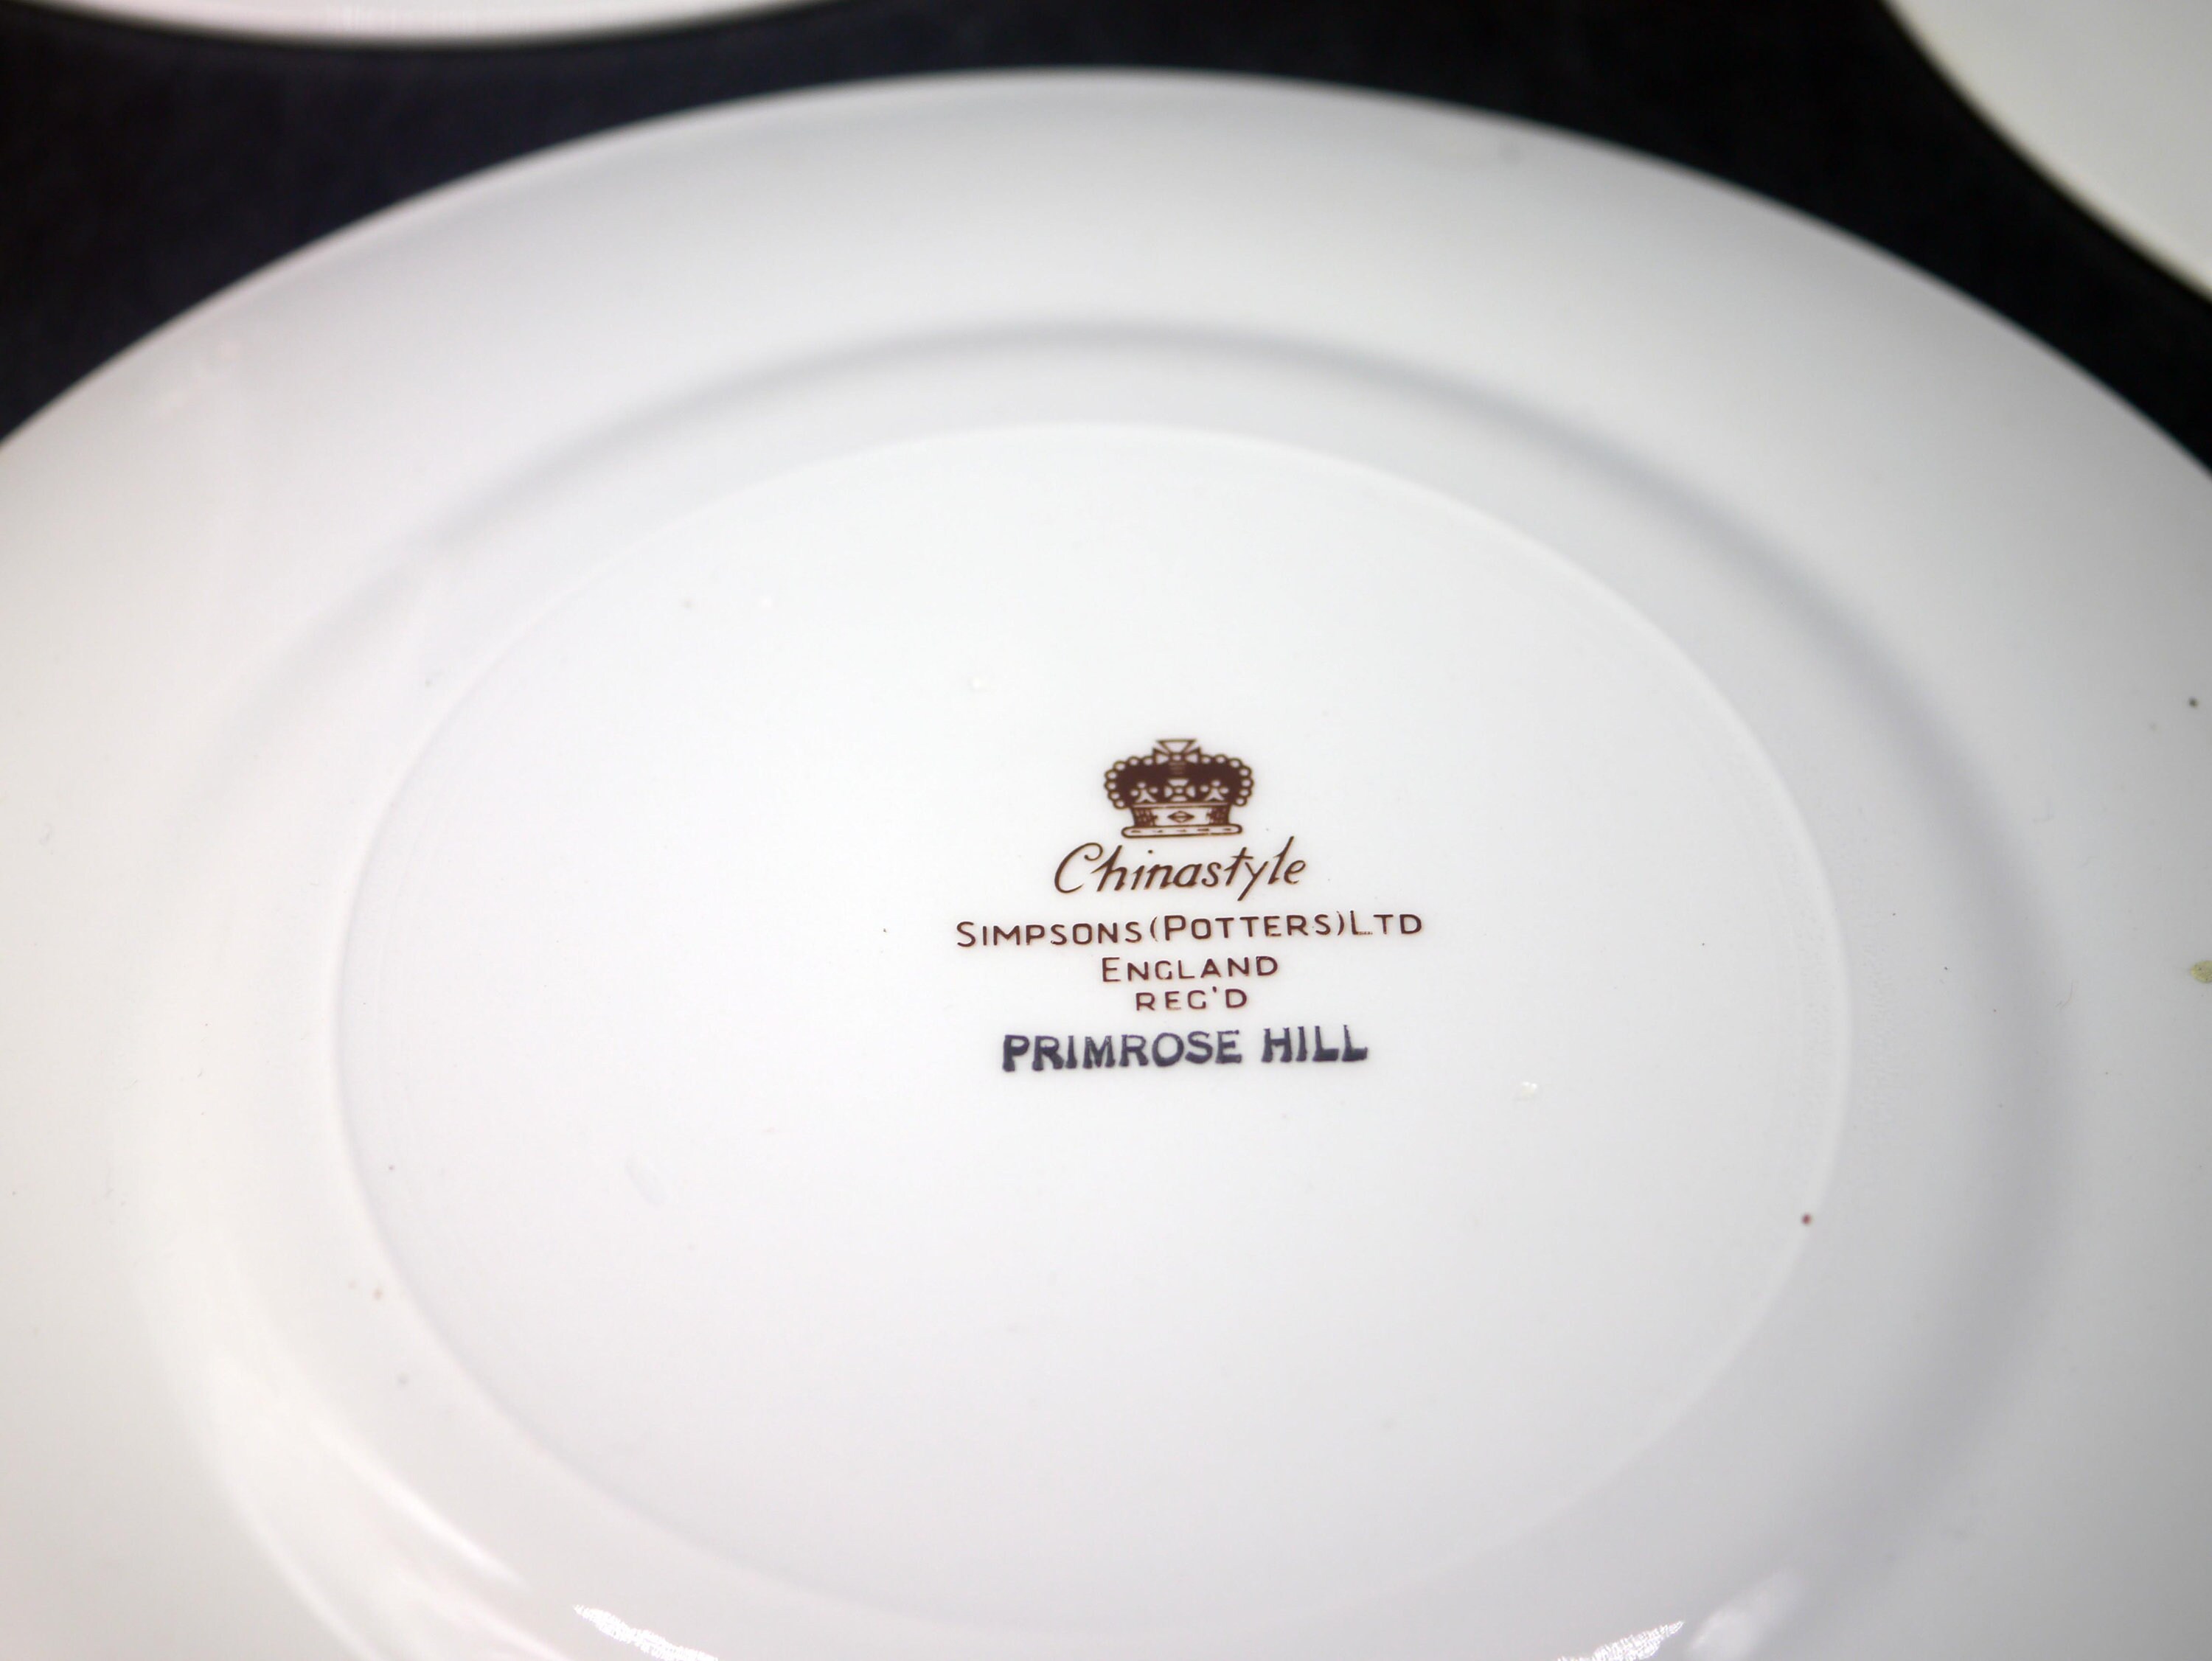 Chinastyle
SIMPSONS (POTTERS) LTD
ENGLAND
REG'D
PRIMROSE HILL